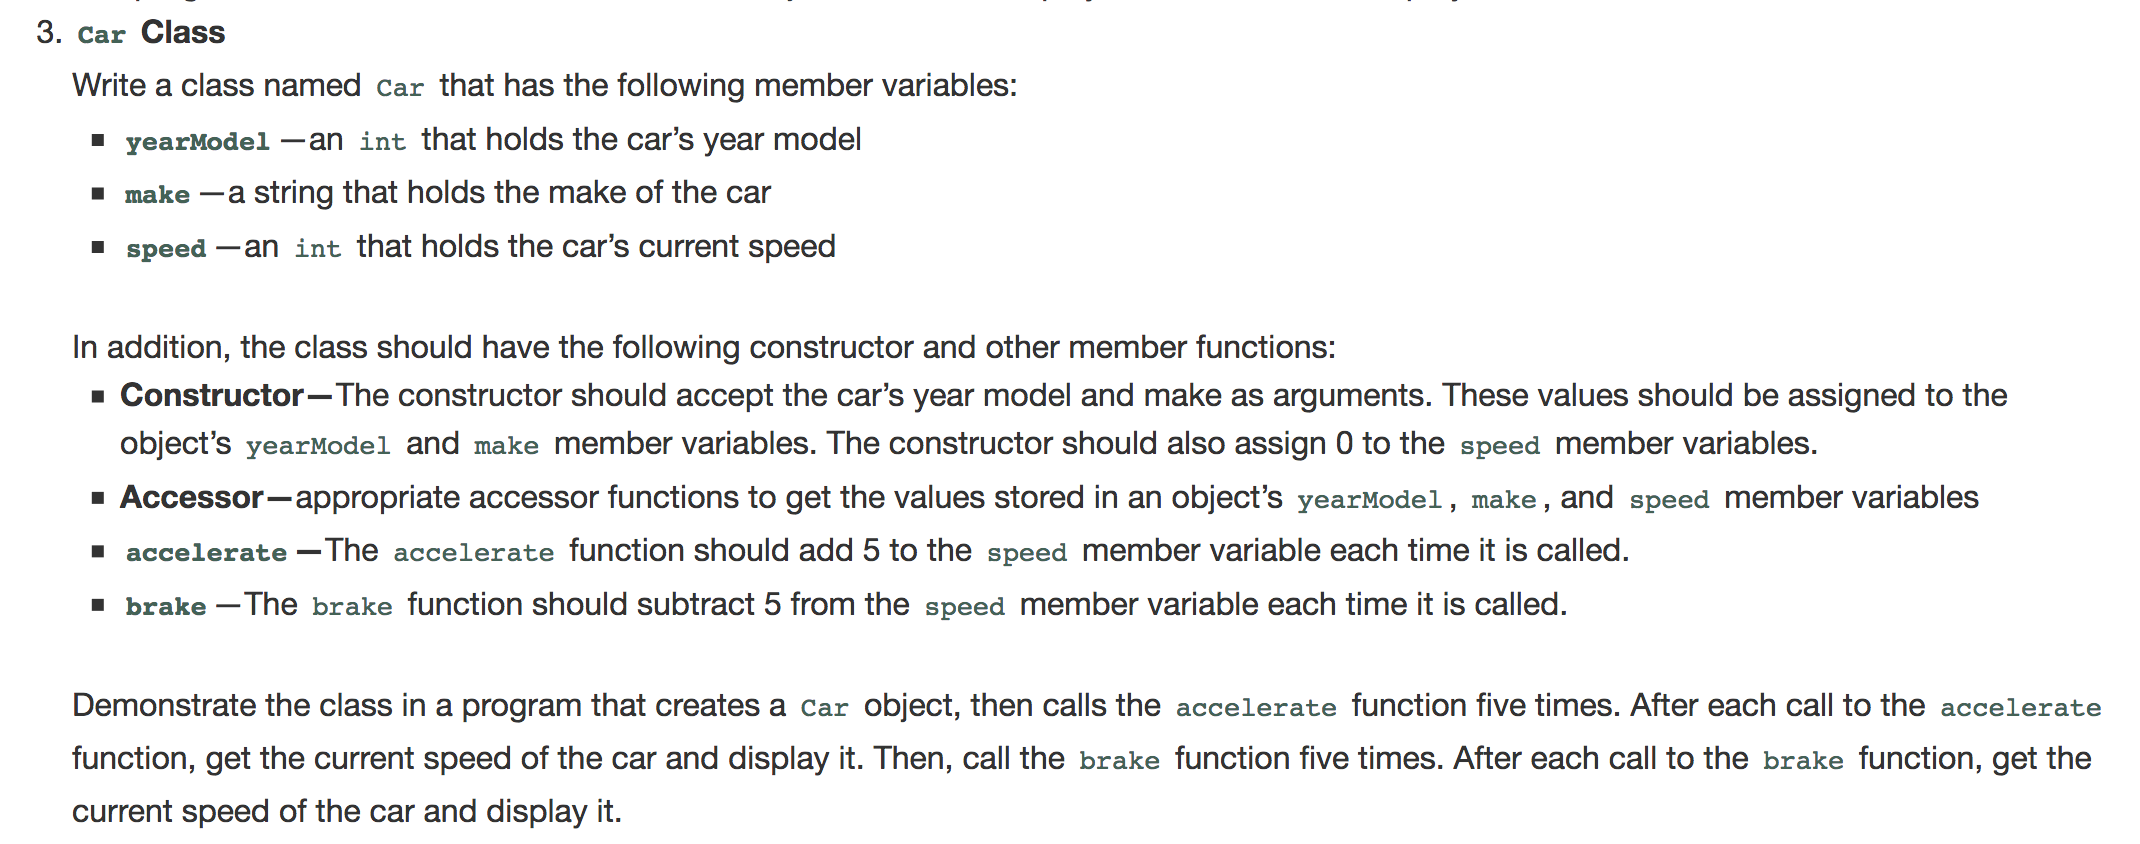 3. Car Class
Write a class named Car that has the following member variables:
■ yearModel —an int that holds the car’s year model
■ make —a string that holds the make of the car
■ speed —an int that holds the car’s current speed
In addition, the class should have the following constructor and other member functions:
■ Constructor—The constructor should accept the car’s year model and make as arguments. These values should be assigned to the
object’s yearModel and make member variables. The constructor should also assign 0 to the speed member variables.
■ Accessor—appropriate accessor functions to get the values stored in an object’s yearModel, make, and speed member variables
■ accelerate —The accelerate function should add 5 to the speed member variable each time it is called.
■ brake —The brake function should subtract 5 from the speed member variable each time it is called.
Demonstrate the class in a program that creates a Car object, then calls the accelerate function five times. After each call to the accelerate
function, get the current speed of the car and display it. Then, call the brake function five times. After each call to the brake function, get the
current speed of the car and display it.